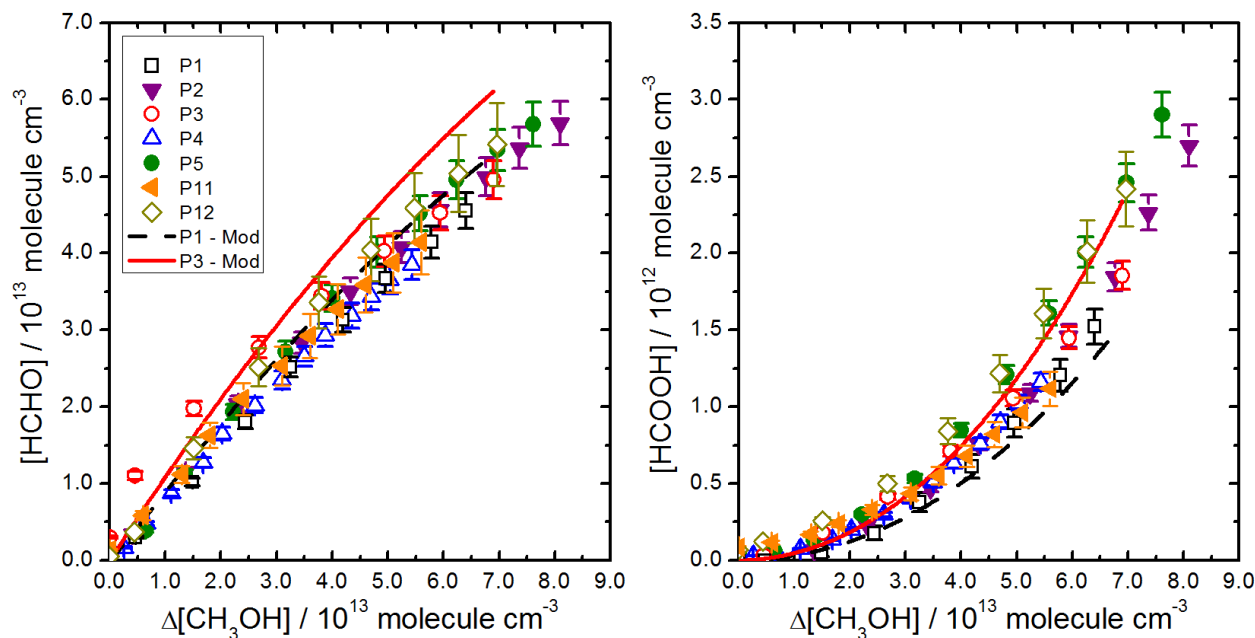 [HCHO] / 10¹³ molecule cm⁻³
7.0
6.0
5.0
4.0
3.0
2.0
1.0
0.0
P1
P2
P3
P4
P5
P11
P12
P1 - Mod
P3 - Mod
0.0 1.0 2.0 3.0 4.0 5.0 6.0 7.0 8.0 9.0
Δ[CH₃OH] / 10¹³ molecule cm⁻³
[HCOOH] / 10¹² molecule cm⁻³
3.5
3.0
2.5
2.0
1.5
1.0
0.5
0.0
0.0 1.0 2.0 3.0 4.0 5.0 6.0 7.0 8.0 9.0
Δ[CH₃OH] / 10¹³ molecule cm⁻³